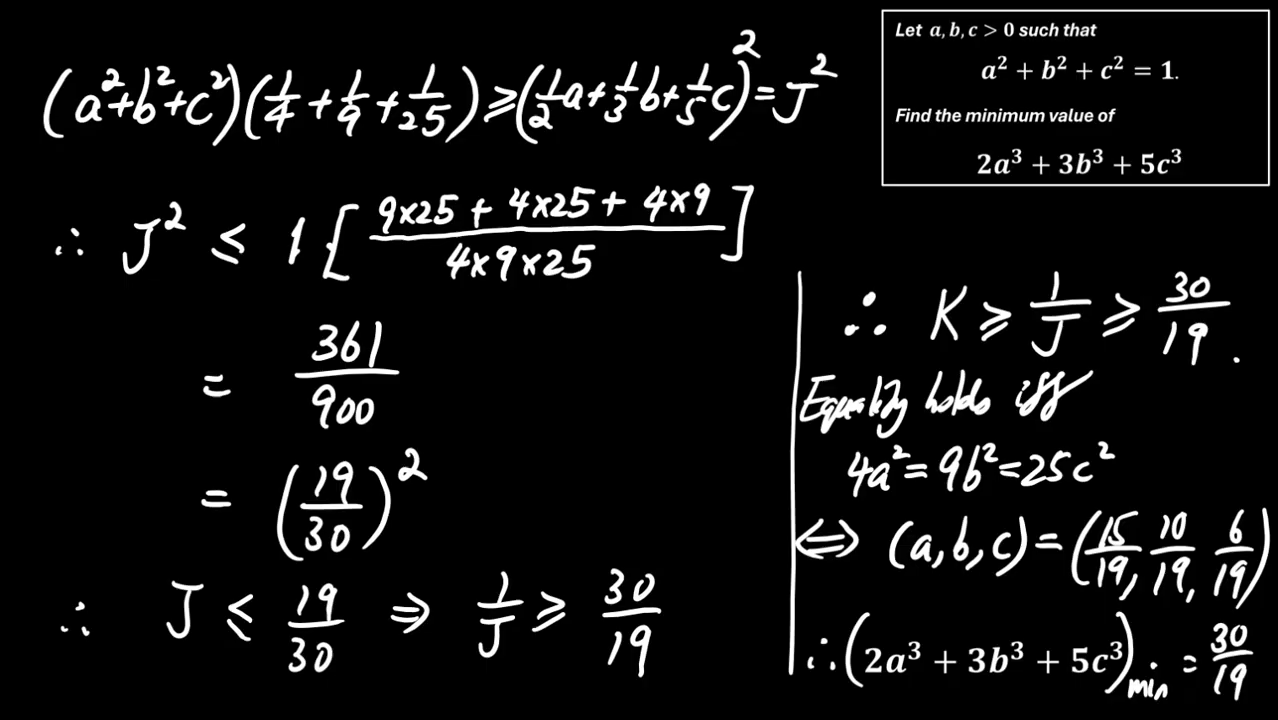 Let a, b, c > 0 such that
a² + b² + c² = 1.
Find the minimum value of
2a³ + 3b³ + 5c³
(a²+b²+c²)(1/4 + 1/9 + 1/25) ⩾ (1/2 a + 1/3 b + 1/5 c)² = J²
∴ J² ≤ 1 [ (9×25 + 4×25 + 4×9) / (4×9×25) ]
= 361/900
= (19/30)²
∴ J ≤ 19/30 ⇒ 1/J ⩾ 30/19
∴ K ⩾ 1/J ⩾ 30/19 .
Equality holds iff
4a² = 9b² = 25c²
⇔ (a, b, c) = (15/19, 10/19, 6/19)
∴ (2a³ + 3b³ + 5c³)min = 30/19